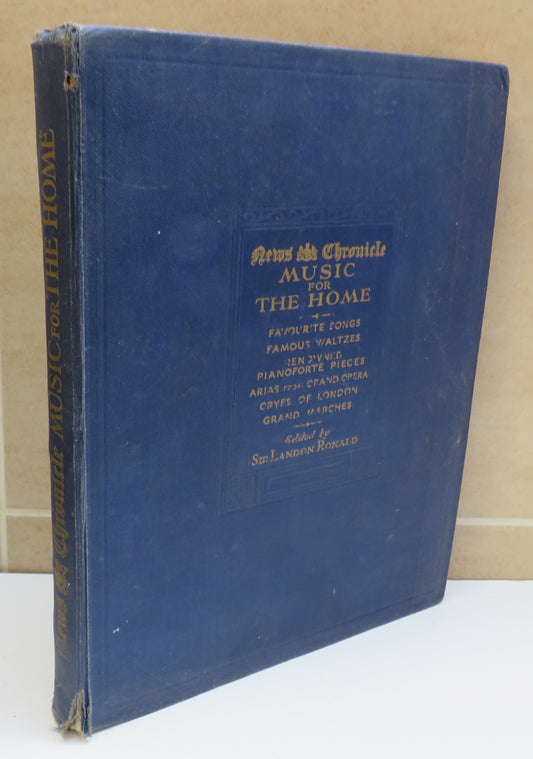 News Chronicle
MUSIC
FOR
THE HOME
FAVOURITE SONGS
FAMOUS WALTZES
RENOWNED
PIANOFORTE PIECES
ARIAS FROM GRAND OPERA
CRYES OF LONDON
GRAND MARCHES
Edited by
SIR LANDON RONALD
News Chronicle MUSIC FOR THE HOME